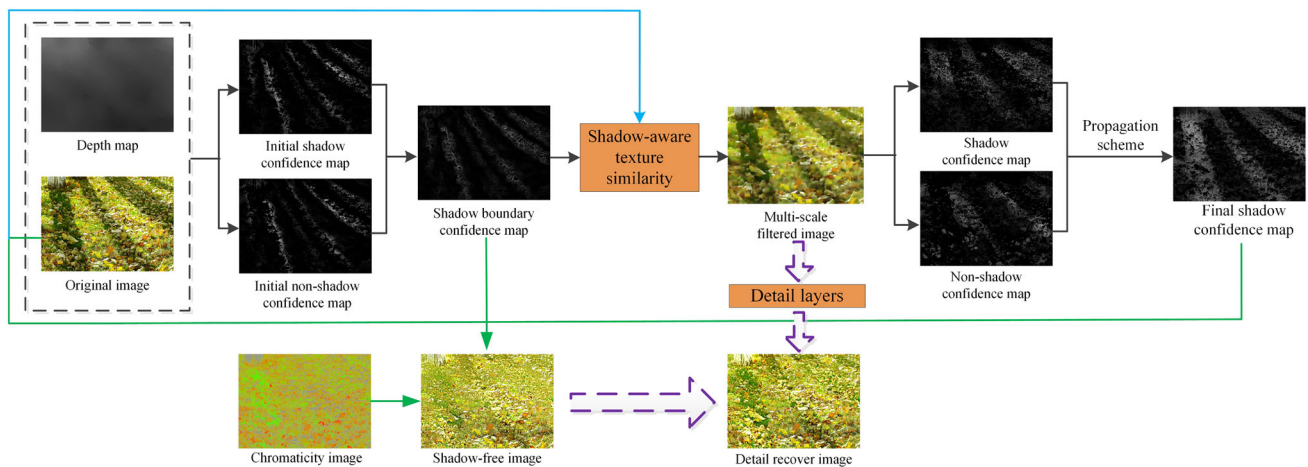 Depth map
Original image
Initial shadow
confidence map
Initial non-shadow
confidence map
Shadow boundary
confidence map
Shadow-aware
texture
similarity
Multi-scale
filtered image
Shadow
confidence map
Non-shadow
confidence map
Propagation
scheme
Final shadow
confidence map
Detail layers
Chromaticity image
Shadow-free image
Detail recover image